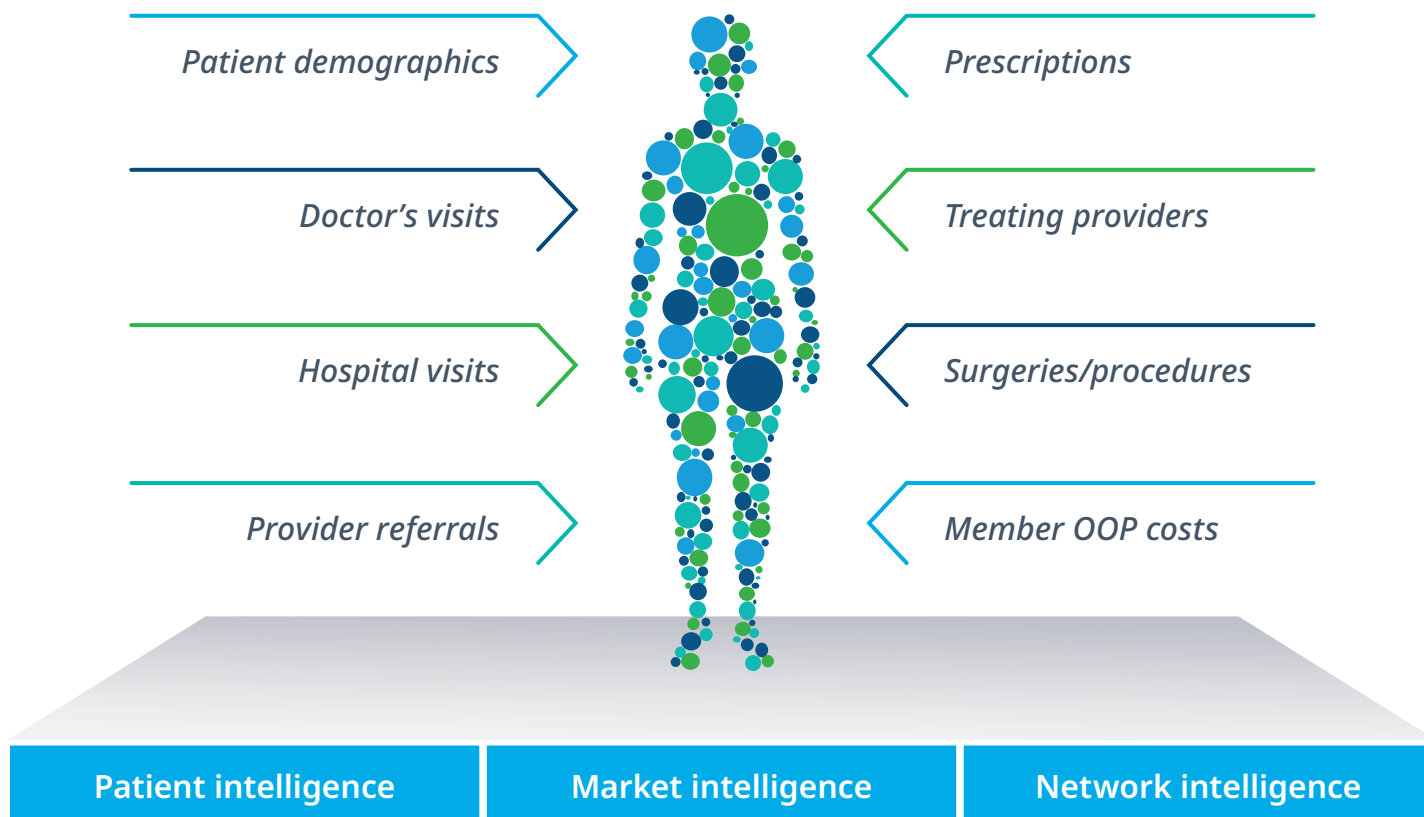 Patient demographics
Prescriptions
Doctor’s visits
Treating providers
Hospital visits
Surgeries/procedures
Provider referrals
Member OOP costs
Patient intelligence
Market intelligence
Network intelligence